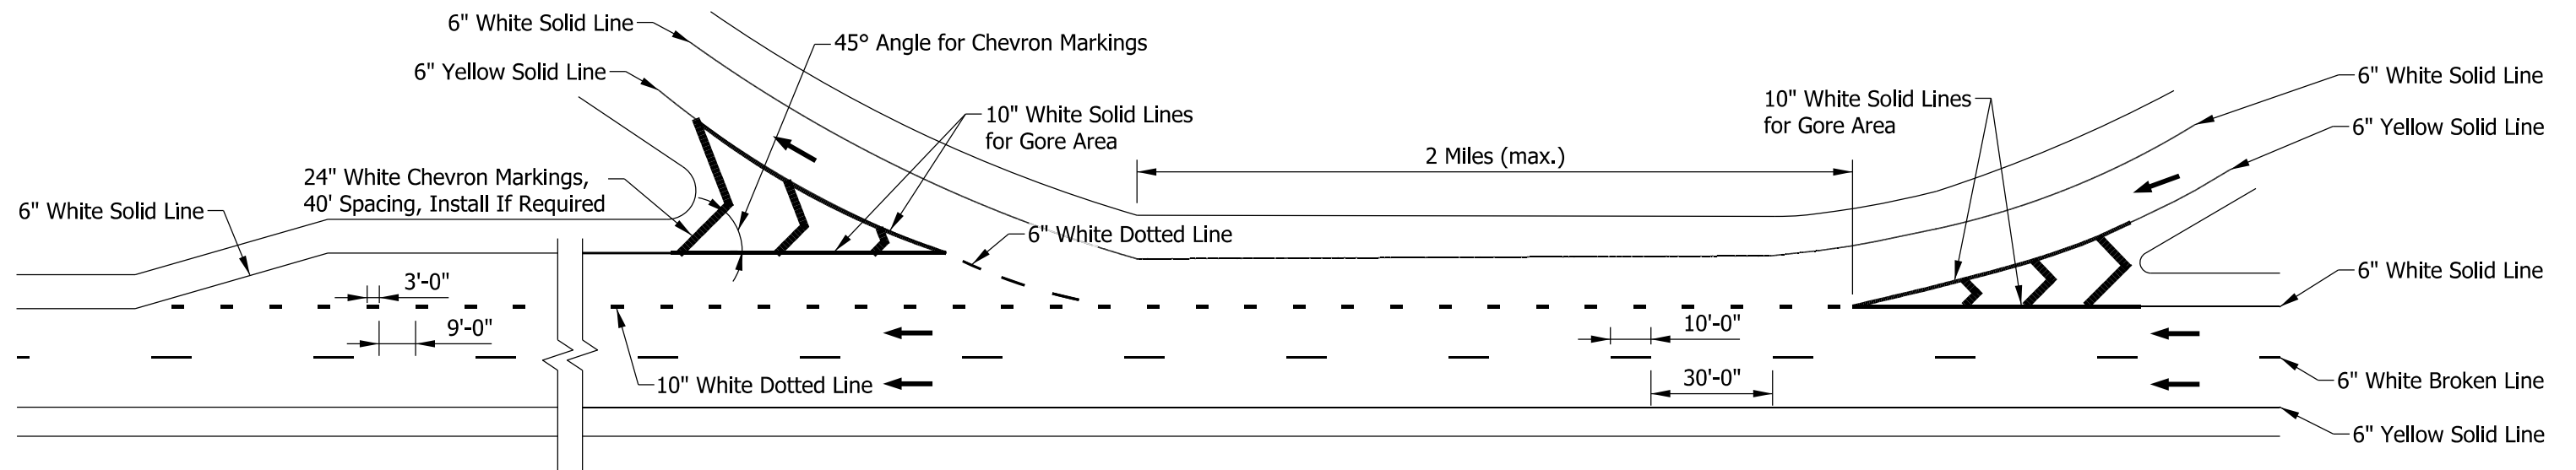 6" White Solid Line
6" Yellow Solid Line
45° Angle for Chevron Markings
10" White Solid Lines
for Gore Area
24" White Chevron Markings,
40' Spacing, Install If Required
6" White Solid Line
3'-0"
9'-0"
10" White Dotted Line
6" White Dotted Line
2 Miles (max.)
10'-0"
30'-0"
10" White Solid Lines
for Gore Area
6" White Solid Line
6" Yellow Solid Line
6" White Solid Line
6" White Broken Line
6" Yellow Solid Line